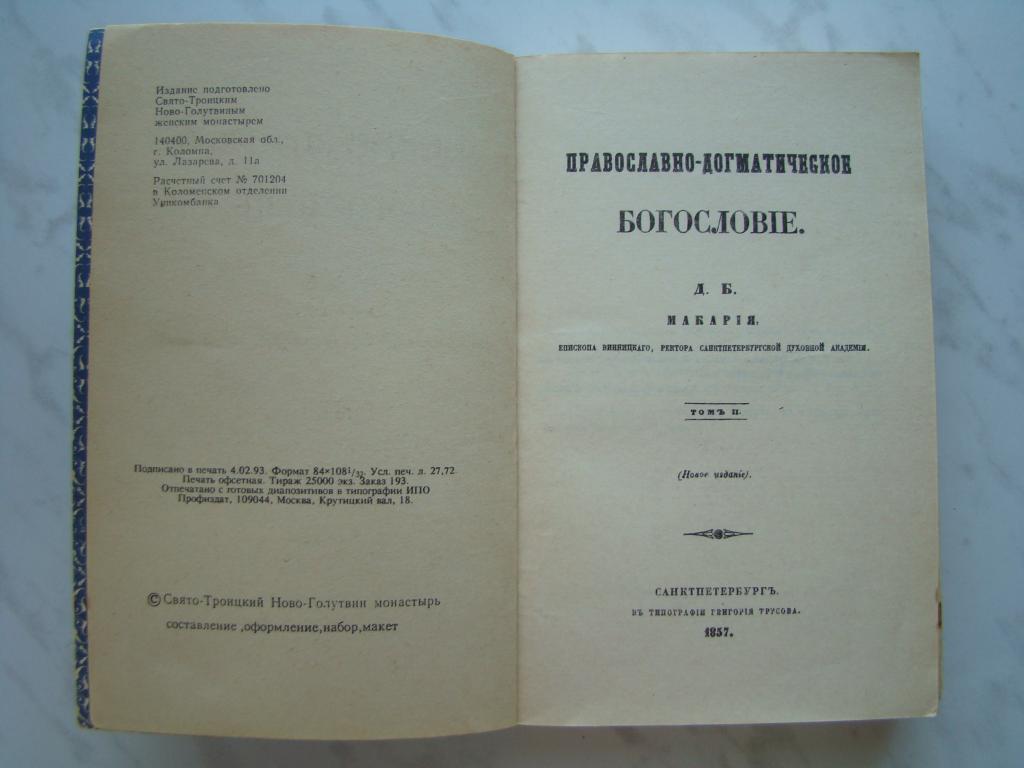 Издание подготовлено
Свято-Троицким
Ново-Голутвиным
женским монастырем
140400, Московская обл.,
г. Коломна,
ул. Лазарева, д. 11а
Расчетный счет № 701204
в Коломенском отделении
Уникомбанка
Подписано в печать 4.02.93. Формат 84×108¹/₃₂. Усл. печ. л. 27,72.
Печать офсетная. Тираж 25000 экз. Заказ 193.
Отпечатано с готовых диапозитивов в типографии ИПО
Профиздат, 109044, Москва, Крутицкий вал, 18.
© Свято-Троицкий Ново-Голутвин монастырь
составление ,оформление,набор,макет
ПРАВОСЛАВНО-ДОГМАТИЧЕСКОЕ
БОГОСЛОВІЕ.
Д. Б.
МАКАРІЯ,
ЕПИСКОПА ВИННИЦКАГО, РЕКТОРА САНКТПЕТЕРБУРГСКОЙ ДУХОВНОЙ АКАДЕМІИ.
ТОМЪ II.
(Новое изданіе).
САНКТПЕТЕРБУРГЪ.
ВЪ ТИПОГРАФІИ ГРИГОРІЯ ТРУСОВА.
1857.